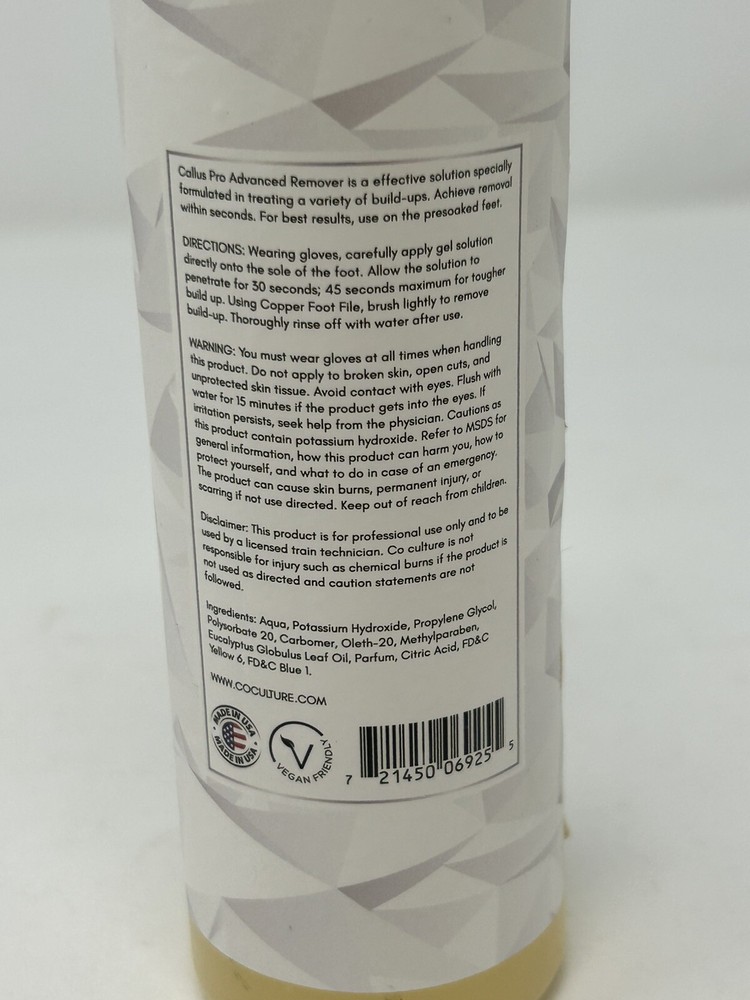 Callus Pro Advanced Remover is a effective solution specially
formulated in treating a variety of build-ups. Achieve removal
within seconds. For best results, use on the presoaked feet.
DIRECTIONS: Wearing gloves, carefully apply gel solution
directly onto the sole of the foot. Allow the solution to
penetrate for 30 seconds; 45 seconds maximum for tougher
build up. Using Copper Foot File, brush lightly to remove
build-up. Thoroughly rinse off with water after use.
WARNING: You must wear gloves at all times when handling
this product. Do not apply to broken skin, open cuts, and
unprotected skin tissue. Avoid contact with eyes. Flush with
water for 15 minutes if the product gets into the eyes. If
irritation persists, seek help from the physician. Cautions as
this product contain potassium hydroxide. Refer to MSDS for
general information, how this product can harm you, how to
protect yourself, and what to do in case of an emergency.
The product can cause skin burns, permanent injury, or
scarring if not use directed. Keep out of reach from children.
Disclaimer: This product is for professional use only and to be
used by a licensed train technician. Co culture is not
responsible for injury such as chemical burns if the product is
not used as directed and caution statements are not
followed.
Ingredients: Aqua, Potassium Hydroxide, Propylene Glycol,
Polysorbate 20, Carbomer, Oleth-20, Methylparaben,
Eucalyptus Globulus Leaf Oil, Parfum, Citric Acid, FD&C
Yellow 6, FD&C Blue 1.
WWW.COCULTURE.COM
MADE IN USA
MADE IN USA
VEGAN FRIENDLY
7 21450 06925 5